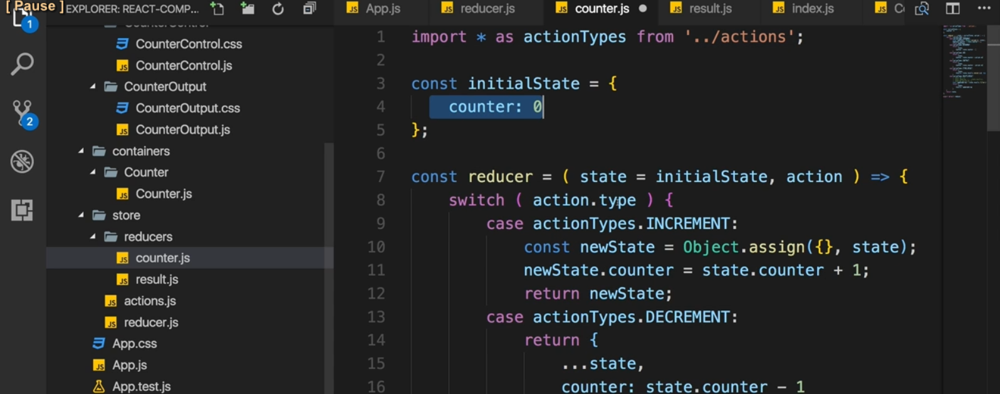 [ Pause ]
EXPLORER: REACT-COMP...
App.js
reducer.js
counter.js
result.js
index.js
1
2
CounterControl
CounterControl.css
CounterControl.js
CounterOutput
CounterOutput.css
CounterOutput.js
containers
Counter
Counter.js
store
reducers
counter.js
result.js
actions.js
reducer.js
App.css
App.js
App.test.js
1 import * as actionTypes from '../actions';
2
3 const initialState = {
4 counter: 0
5 };
6
7 const reducer = ( state = initialState, action ) => {
8 switch ( action.type ) {
9 case actionTypes.INCREMENT:
10 const newState = Object.assign({}, state);
11 newState.counter = state.counter + 1;
12 return newState;
13 case actionTypes.DECREMENT:
14 return {
15 ...state,
16 counter: state.counter - 1